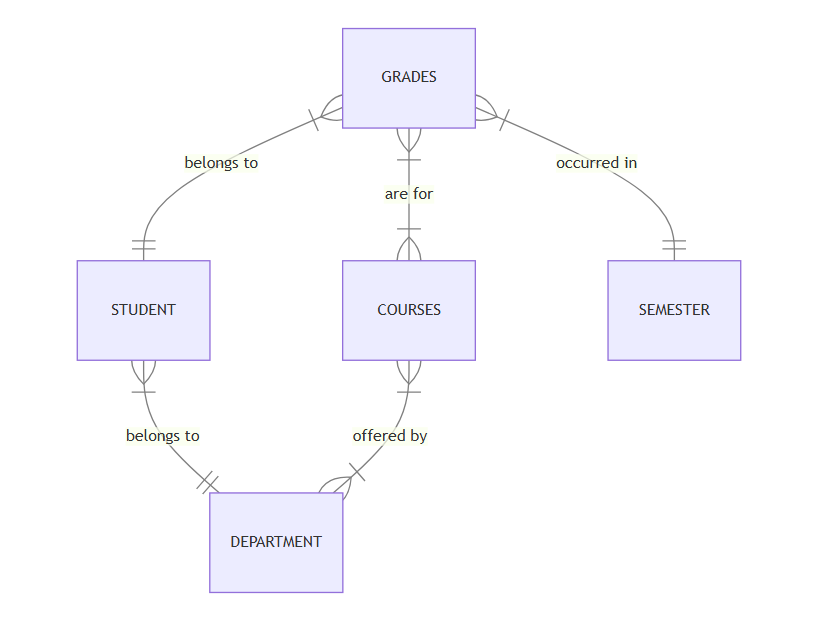 GRADES
belongs to
occurred in
are for
STUDENT
COURSES
SEMESTER
belongs to
offered by
DEPARTMENT